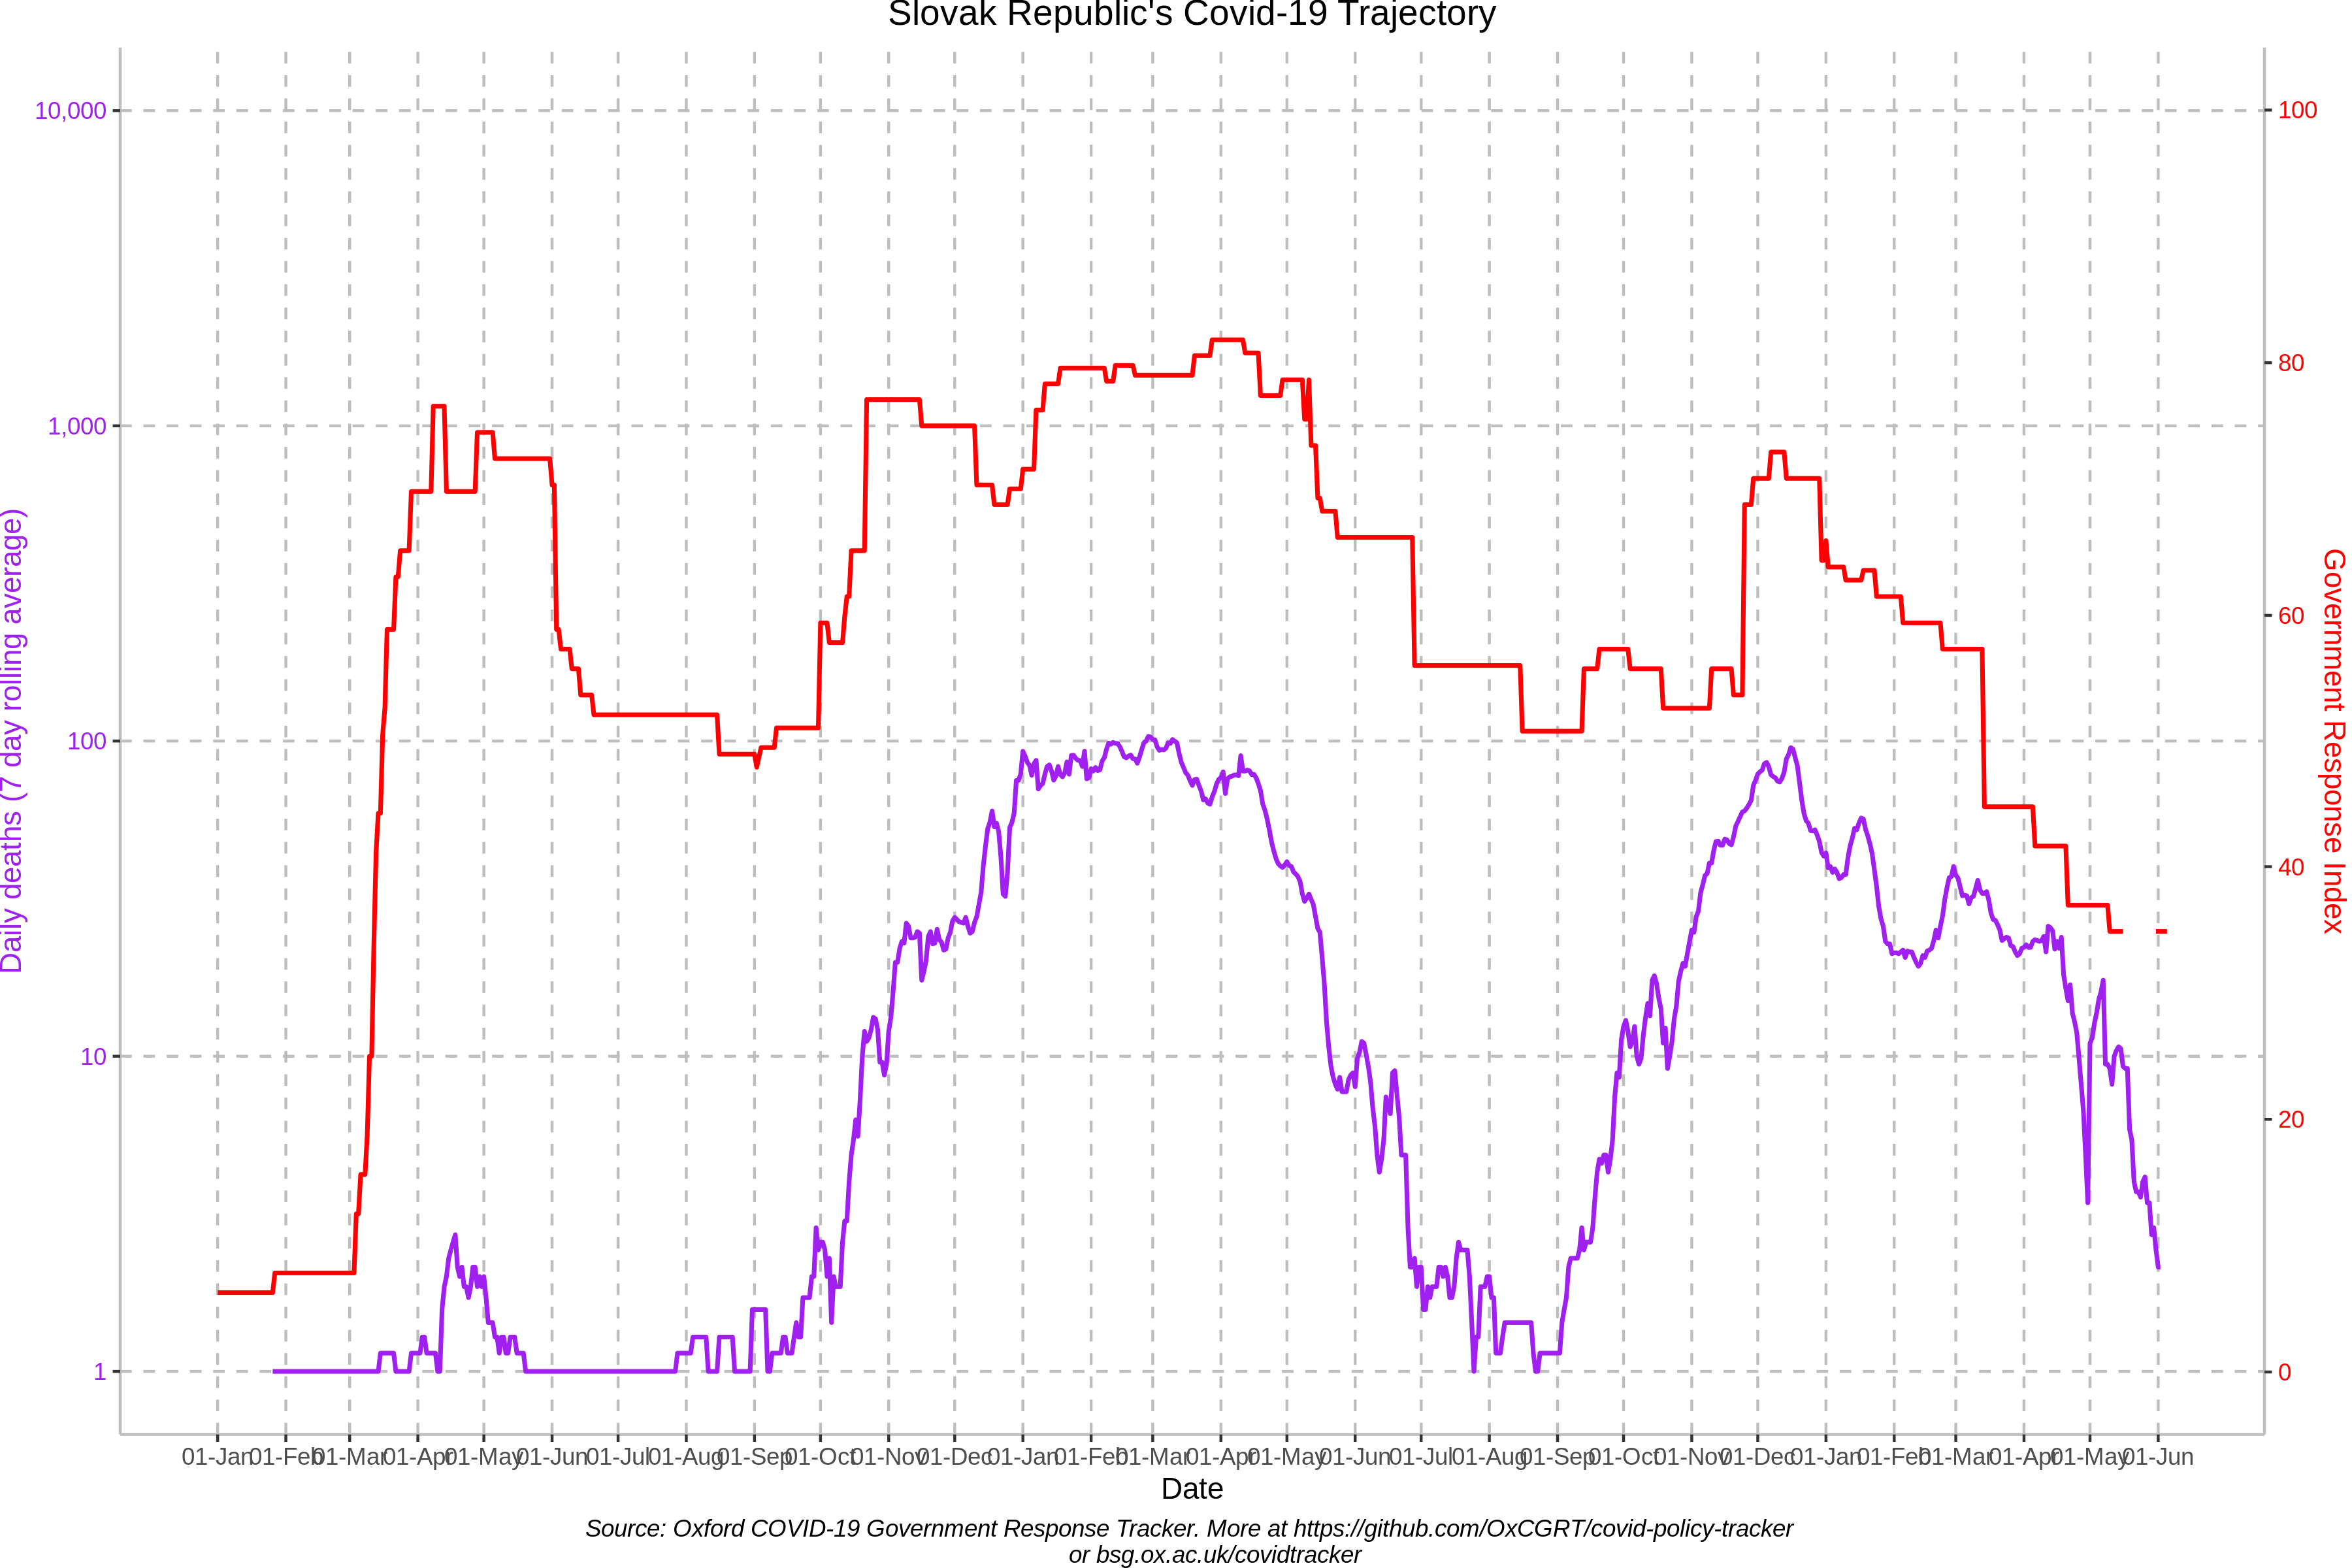 Slovak Republic's Covid-19 Trajectory
10,000
1,000
100
10
1
Daily deaths (7 day rolling average)
100
80
60
40
20
0
Government Response Index
01-Jan 01-Feb 01-Mar 01-Apr 01-May 01-Jun 01-Jul 01-Aug 01-Sep 01-Oct 01-Nov 01-Dec 01-Jan 01-Feb 01-Mar 01-Apr 01-May 01-Jun 01-Jul 01-Aug 01-Sep 01-Oct 01-Nov 01-Dec 01-Jan 01-Feb 01-Mar 01-Apr 01-May 01-Jun
Date
Source: Oxford COVID-19 Government Response Tracker. More at https://github.com/OxCGRT/covid-policy-tracker
or bsg.ox.ac.uk/covidtracker